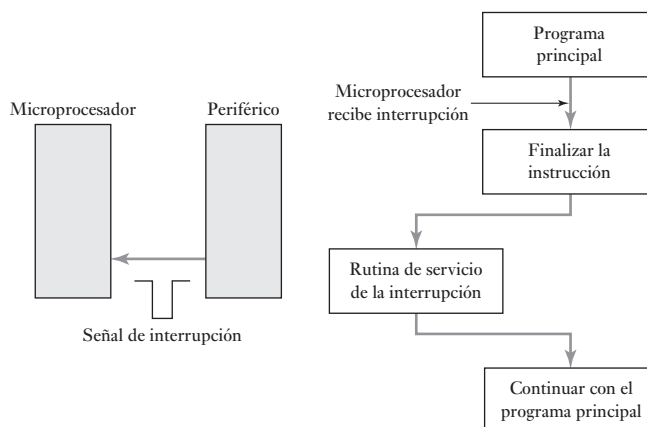 Programa
principal
Microprocesador
recibe interrupción
Microprocesador
Periférico
Finalizar la
instrucción
Rutina de servicio
de la interrupción
Señal de interrupción
Continuar con el
programa principal